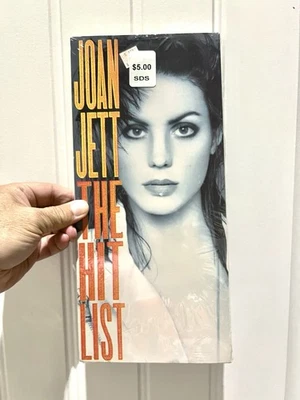 JOAN
JETT
THE
HIT
LIST
$5.00
SDS